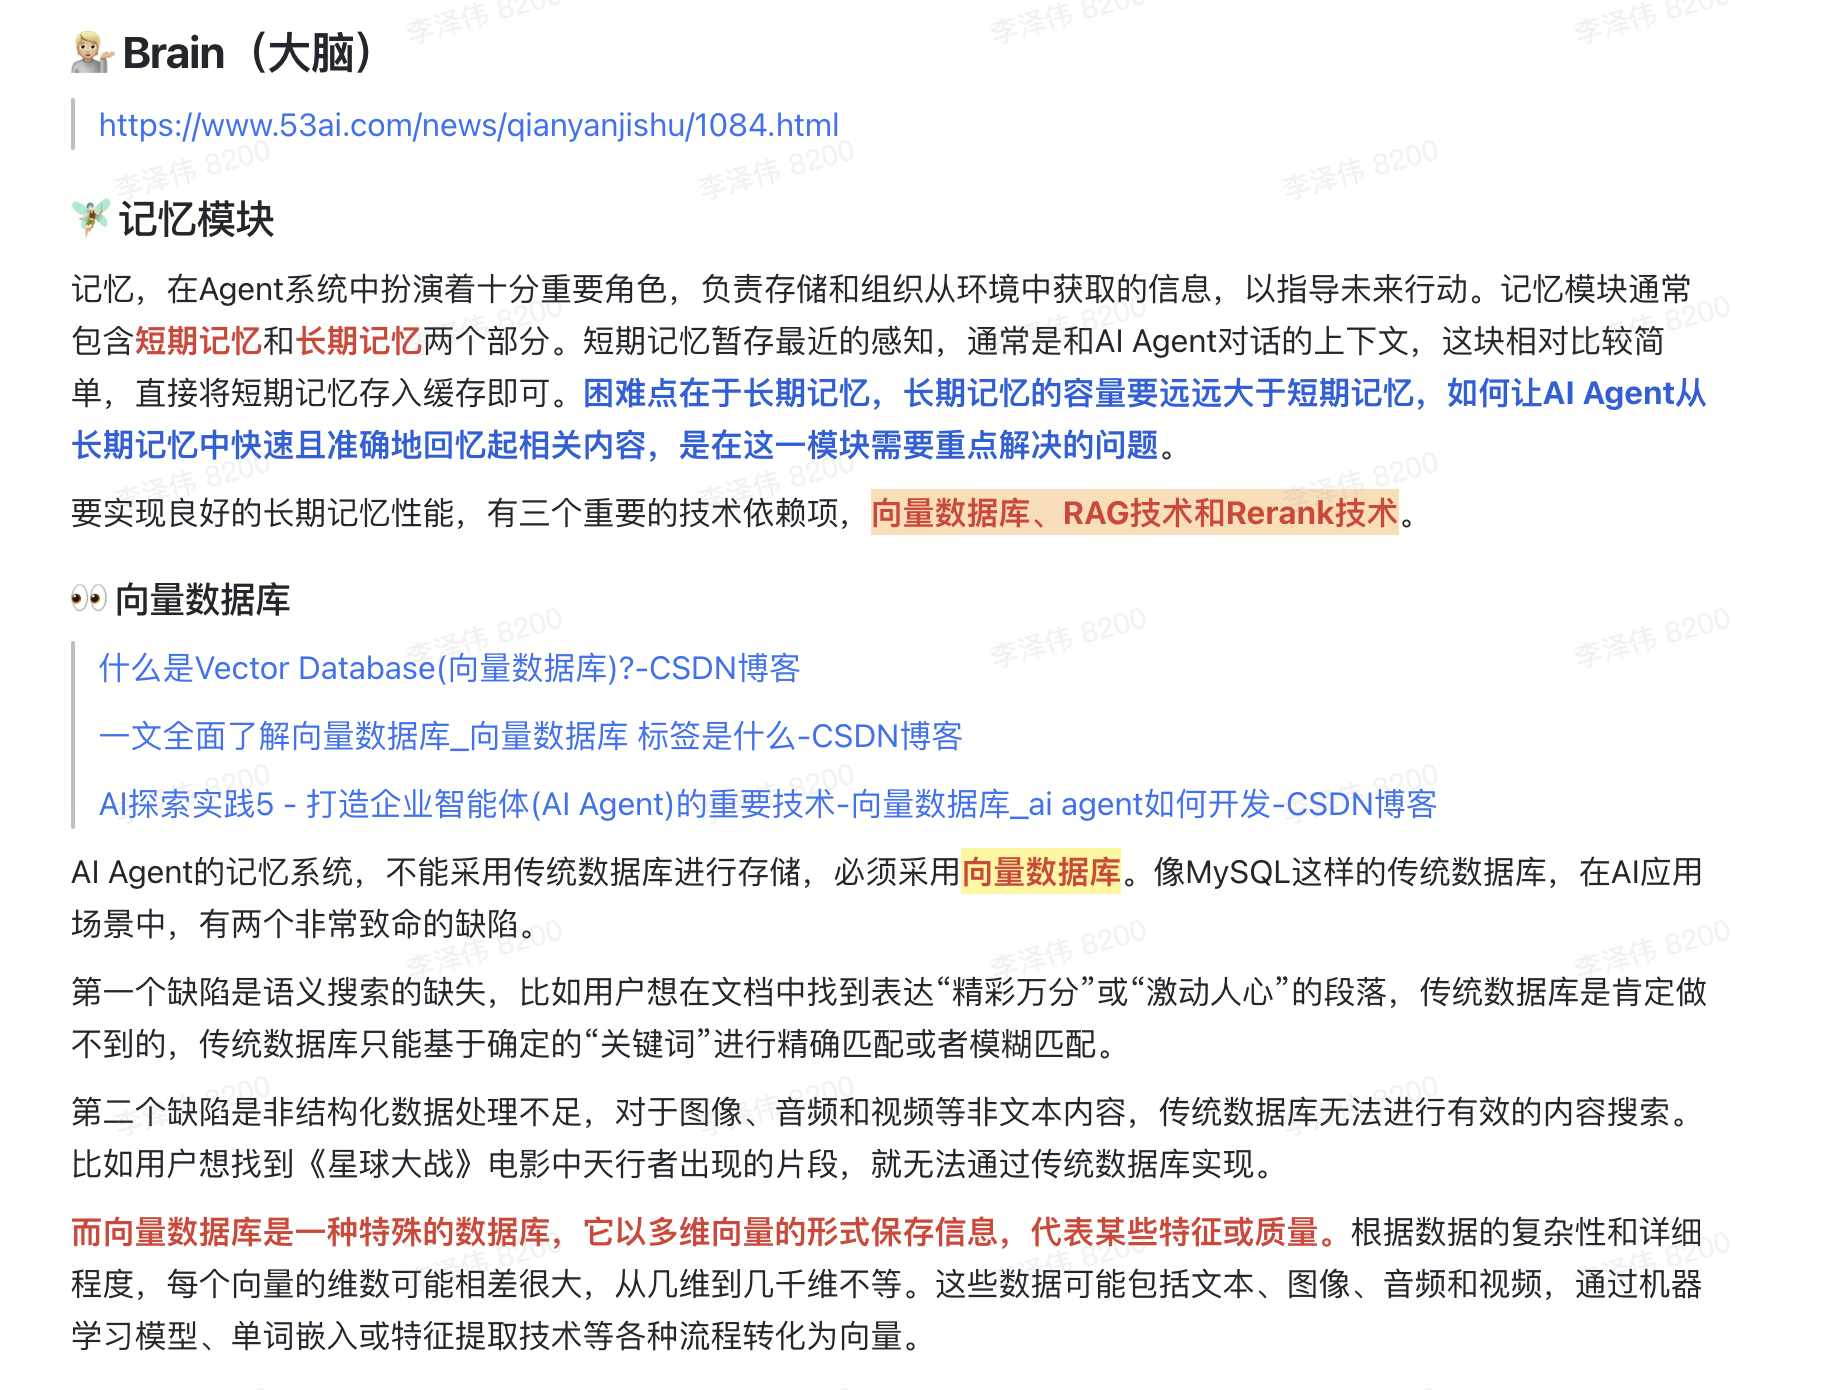 Brain（大脑）
https://www.53ai.com/news/qianyanjishu/1084.html
记忆模块
记忆，在Agent系统中扮演着十分重要角色，负责存储和组织从环境中获取的信息，以指导未来行动。记忆模块通常
包含短期记忆和长期记忆两个部分。短期记忆暂存最近的感知，通常是和AI Agent对话的上下文，这块相对比较简
单，直接将短期记忆存入缓存即可。困难点在于长期记忆，长期记忆的容量要远远大于短期记忆，如何让AI Agent从
长期记忆中快速且准确地回忆起相关内容，是在这一模块需要重点解决的问题。
要实现良好的长期记忆性能，有三个重要的技术依赖项，向量数据库、RAG技术和Rerank技术。
向量数据库
什么是Vector Database(向量数据库)?-CSDN博客
一文全面了解向量数据库_向量数据库 标签是什么-CSDN博客
AI探索实践5 - 打造企业智能体(AI Agent)的重要技术-向量数据库_ai agent如何开发-CSDN博客
AI Agent的记忆系统，不能采用传统数据库进行存储，必须采用向量数据库。像MySQL这样的传统数据库，在AI应用
场景中，有两个非常致命的缺陷。
第一个缺陷是语义搜索的缺失，比如用户想在文档中找到表达“精彩万分”或“激动人心”的段落，传统数据库是肯定做
不到的，传统数据库只能基于确定的“关键词”进行精确匹配或者模糊匹配。
第二个缺陷是非结构化数据处理不足，对于图像、音频和视频等非文本内容，传统数据库无法进行有效的内容搜索。
比如用户想找到《星球大战》电影中天行者出现的片段，就无法通过传统数据库实现。
而向量数据库是一种特殊的数据库，它以多维向量的形式保存信息，代表某些特征或质量。根据数据的复杂性和详细
程度，每个向量的维数可能相差很大，从几维到几千维不等。这些数据可能包括文本、图像、音频和视频，通过机器
学习模型、单词嵌入或特征提取技术等各种流程转化为向量。
李泽伟 8200